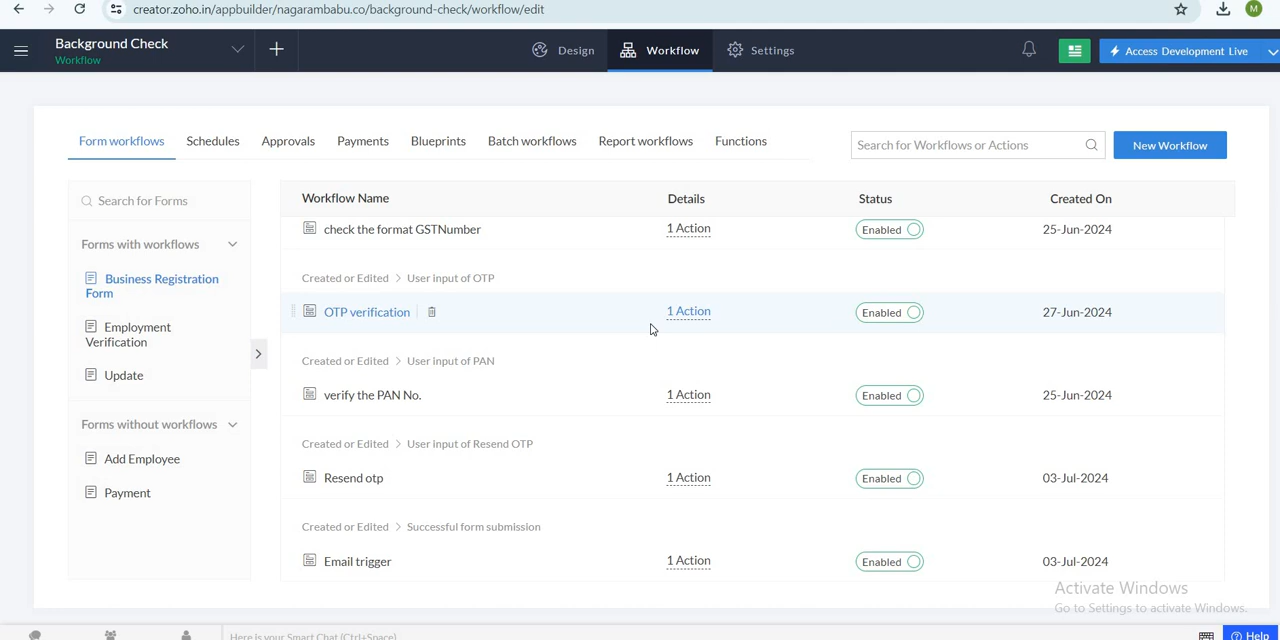 creator.zoho.in/appbuilder/nagarambabu.co/background-check/workflow/edit
M
Background Check
Workflow
Design
Workflow
Settings
Access Development Live
Form workflows
Schedules
Approvals
Payments
Blueprints
Batch workflows
Report workflows
Functions
Search for Workflows or Actions
New Workflow
Search for Forms
Forms with workflows
Business Registration
Form
Employment
Verification
Update
Forms without workflows
Add Employee
Payment
Workflow Name Details Status Created On
check the format GSTNumber 1 Action Enabled 25-Jun-2024
Created or Edited > User input of OTP
OTP verification 1 Action Enabled 27-Jun-2024
Created or Edited > User input of PAN
verify the PAN No. 1 Action Enabled 25-Jun-2024
Created or Edited > User input of Resend OTP
Resend otp 1 Action Enabled 03-Jul-2024
Created or Edited > Successful form submission
Email trigger 1 Action Enabled 03-Jul-2024
Activate Windows
Go to Settings to activate Windows.
Here is your Smart Chat (Ctrl+Space)
Help